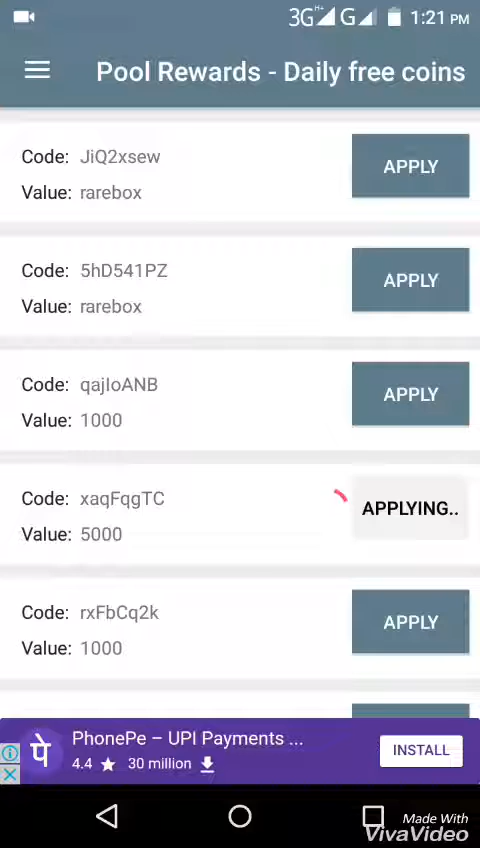 3G H+ G 1:21 PM
Pool Rewards - Daily free coins
Code: JiQ2xsew
APPLY
Value: rarebox
Code: 5hD541PZ
APPLY
Value: rarebox
Code: qajIoANB
APPLY
Value: 1000
Code: xaqFqgTC
APPLYING..
Value: 5000
Code: rxFbCq2k
APPLY
Value: 1000
पे
PhonePe – UPI Payments ...
4.4 ★ 30 million
INSTALL
Made With
VivaVideo